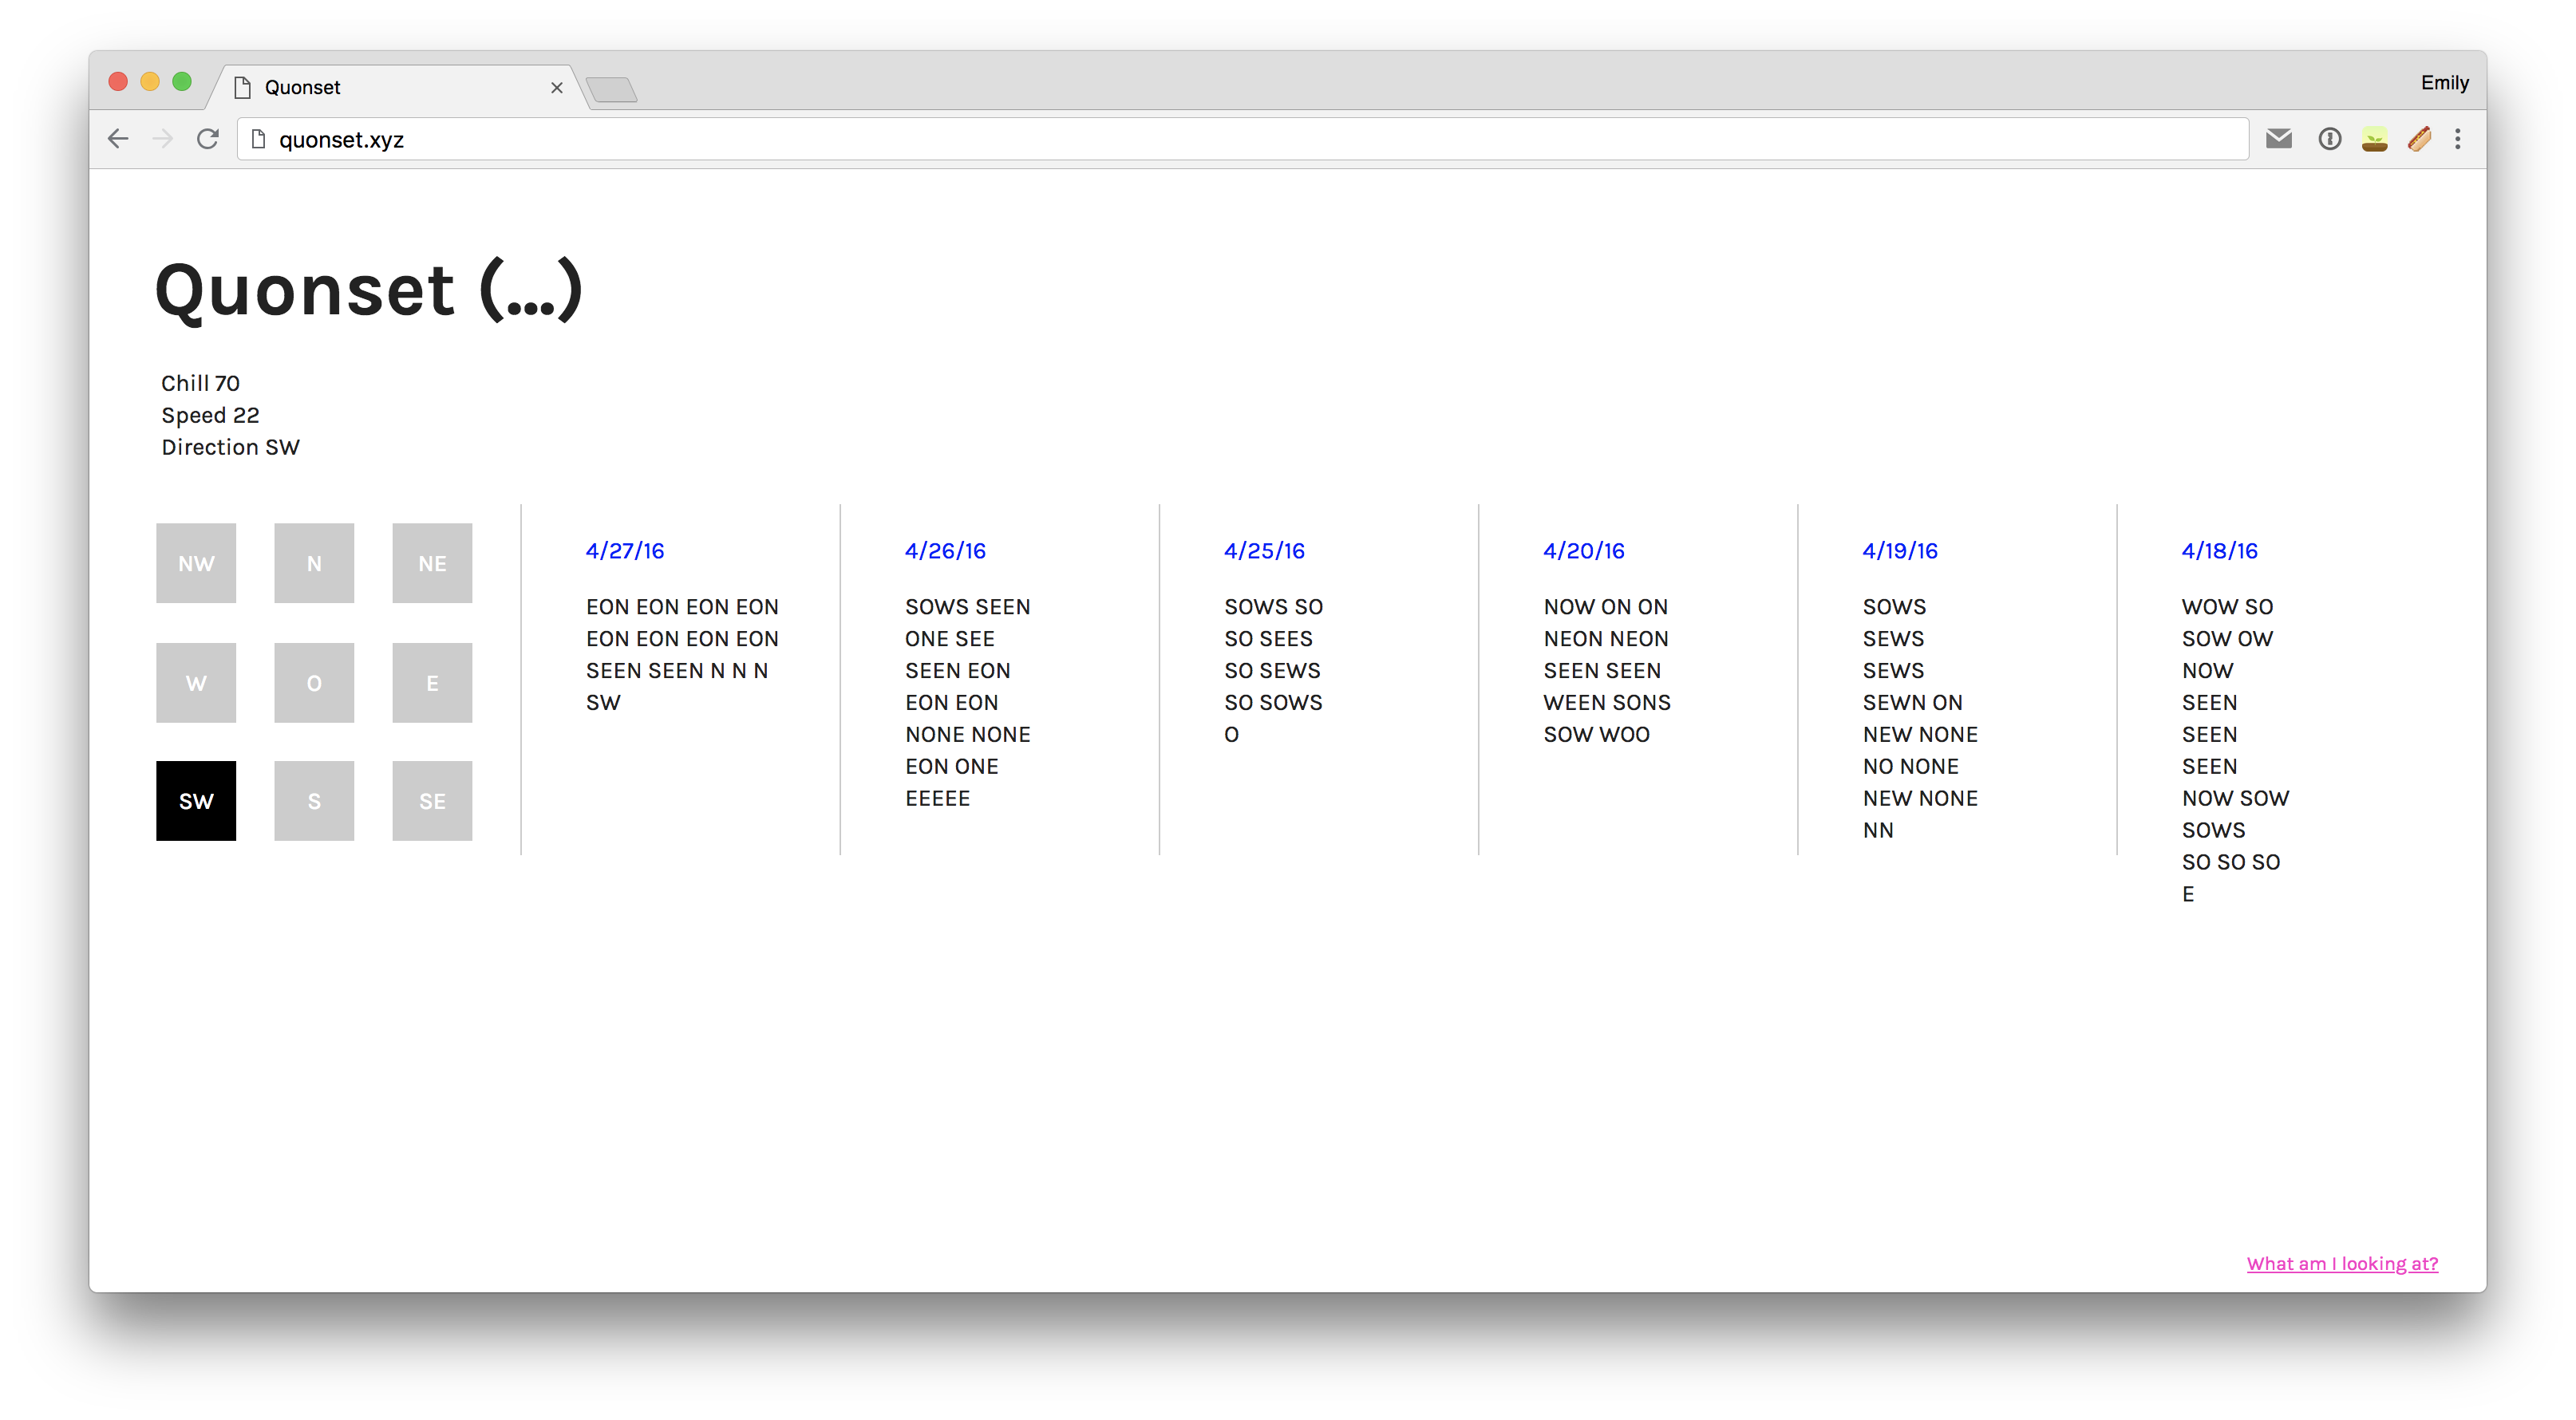 Quonset
Emily
quonset.xyz
Quonset (...)
Chill 70
Speed 22
Direction SW
NW N NE
W O E
SW S SE
4/27/16
EON EON EON EON
EON EON EON EON
SEEN SEEN N N N
SW
4/26/16
SOWS SEEN
ONE SEE
SEEN EON
EON EON
NONE NONE
EON ONE
EEEEE
4/25/16
SOWS SO
SO SEES
SO SEWS
SO SOWS
O
4/20/16
NOW ON ON
NEON NEON
SEEN SEEN
WEEN SONS
SOW WOO
4/19/16
SOWS
SEWS
SEWS
SEWN ON
NEW NONE
NO NONE
NEW NONE
NN
4/18/16
WOW SO
SOW OW
NOW
SEEN
SEEN
SEEN
NOW SOW
SOWS
SO SO SO
E
What am I looking at?